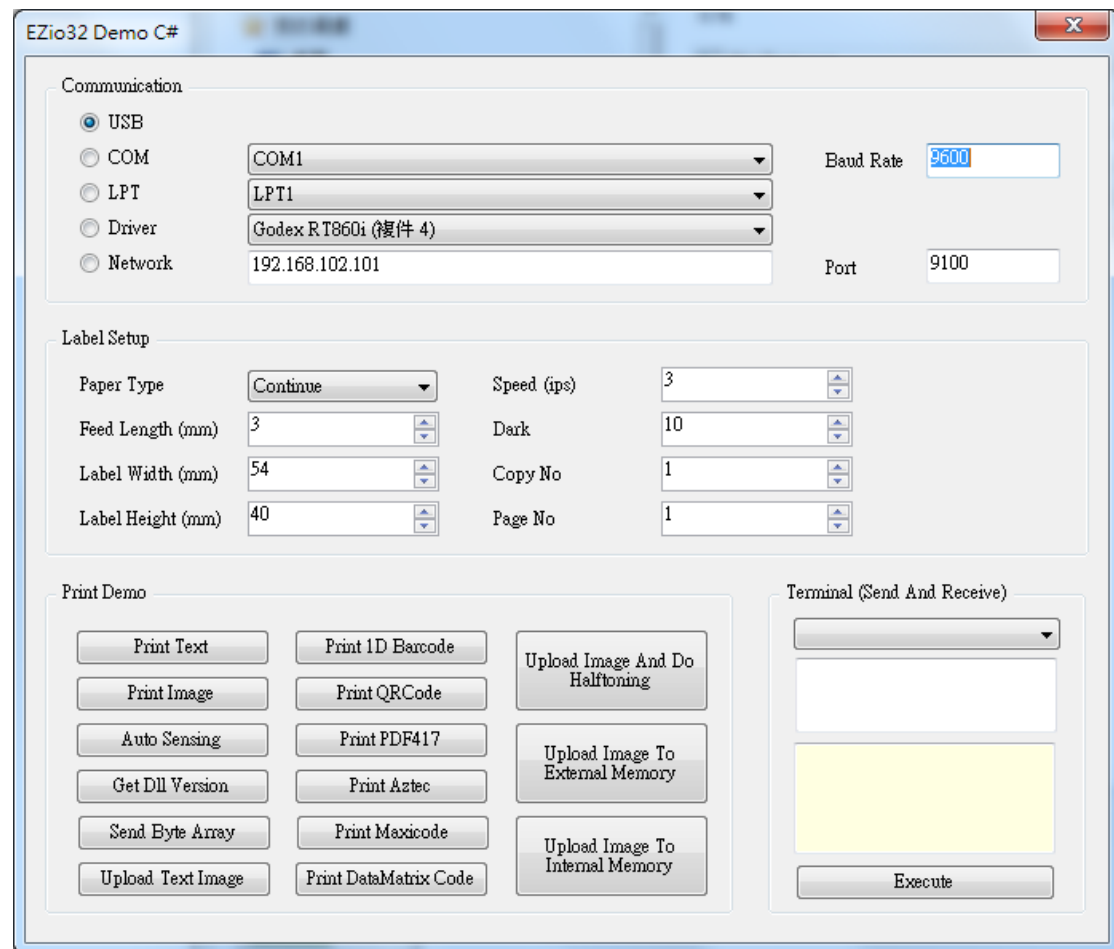 EZio32 Demo C#
Communication
USB
COM COM1 Baud Rate 9600
LPT LPT1
Driver Godex RT860i (複件 4)
Network 192.168.102.101 Port 9100
Label Setup
Paper Type Continue Speed (ips) 3
Feed Length (mm) 3 Dark 10
Label Width (mm) 54 Copy No 1
Label Height (mm) 40 Page No 1
Print Demo
Print Text
Print Image
Auto Sensing
Get Dll Version
Send Byte Array
Upload Text Image
Print 1D Barcode
Print QRCode
Print PDF417
Print Aztec
Print Maxicode
Print DataMatrix Code
Upload Image And Do
Halftoning
Upload Image To
External Memory
Upload Image To
Internal Memory
Terminal (Send And Receive)
Execute